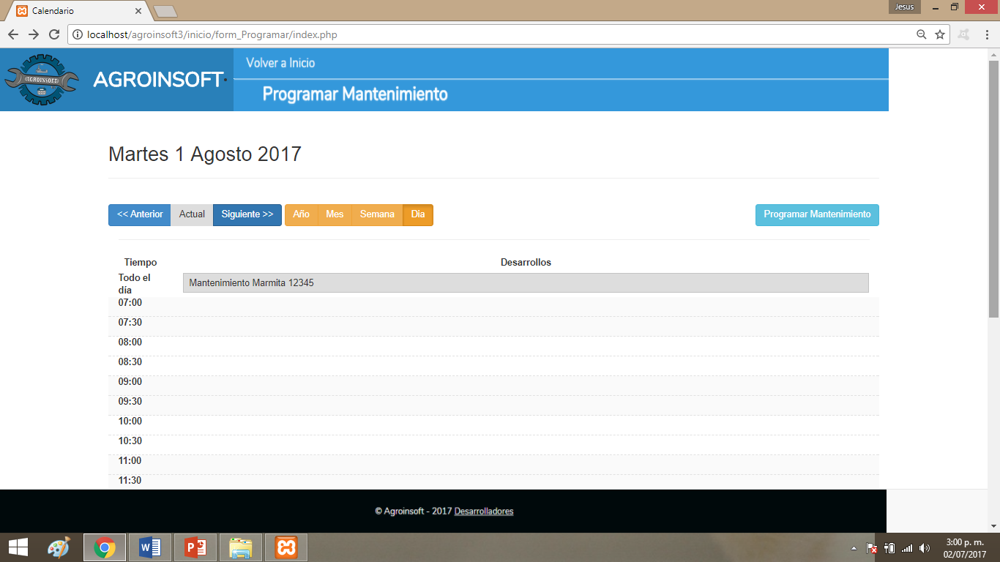 Calendario
Jesus
localhost/agroinsoft3/inicio/form_Programar/index.php
AGROINSOFT
AGROINSOFT
Volver a Inicio
Programar Mantenimiento
Martes 1 Agosto 2017
<< Anterior Actual Siguiente >> Año Mes Semana Dia Programar Mantenimiento
Tiempo Desarrollos
Todo el día Mantenimiento Marmita 12345
07:00
07:30
08:00
08:30
09:00
09:30
10:00
10:30
11:00
11:30
© Agroinsoft - 2017 Desarrolladores
3:00 p. m.
02/07/2017